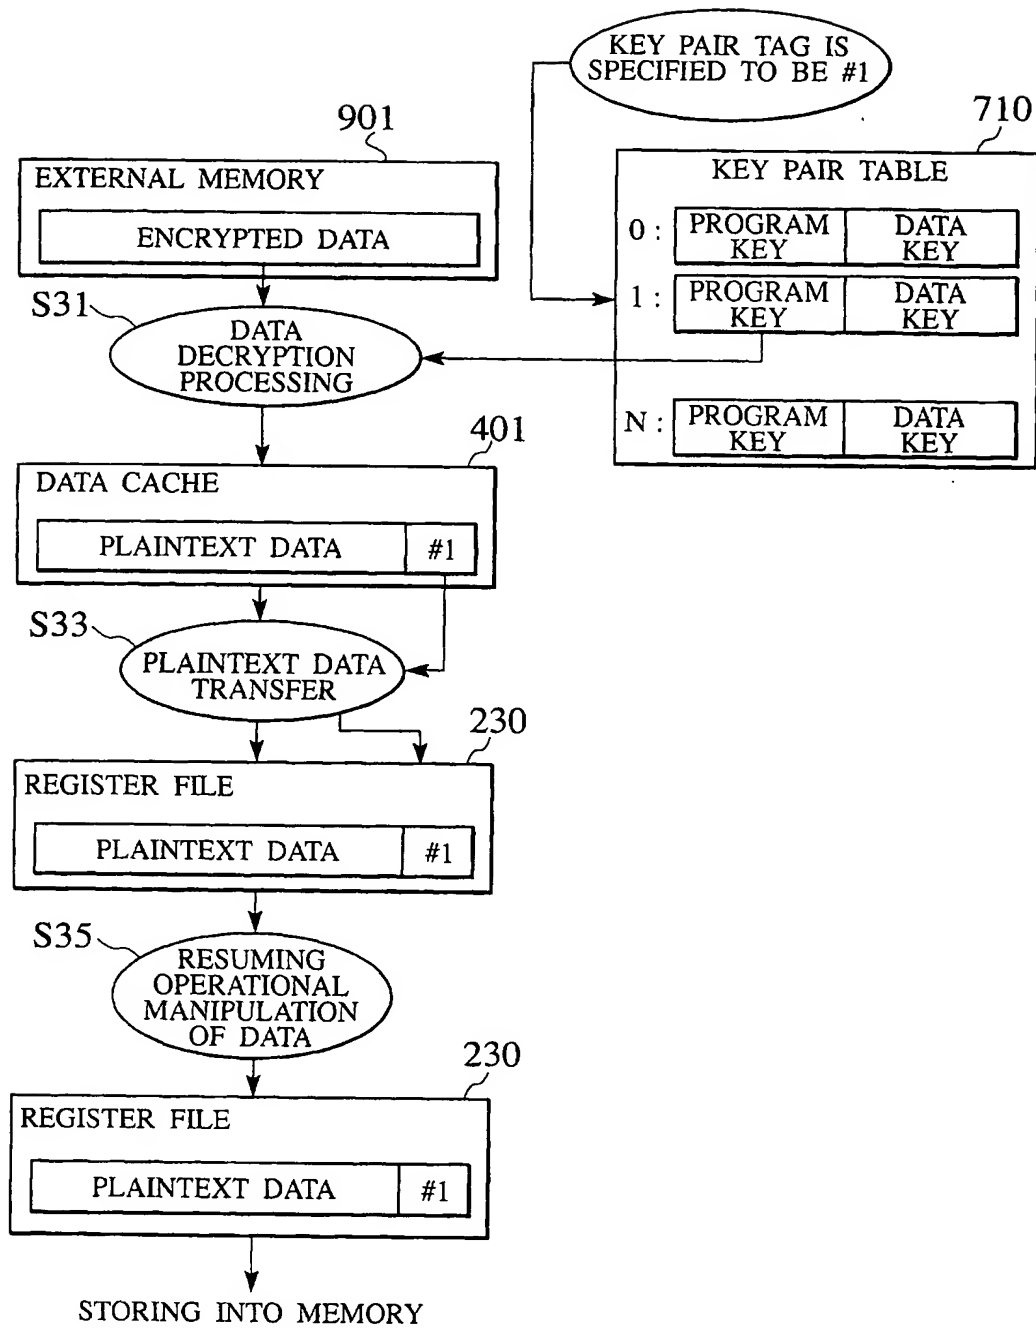 KEY PAIR TAG IS
SPECIFIED TO BE #1
901
710
EXTERNAL MEMORY
ENCRYPTED DATA
KEY PAIR TABLE
0 : PROGRAM KEY DATA KEY
1 : PROGRAM KEY DATA KEY
N : PROGRAM KEY DATA KEY
S31
DATA
DECRYPTION
PROCESSING
401
DATA CACHE
PLAINTEXT DATA #1
S33
PLAINTEXT DATA
TRANSFER
230
REGISTER FILE
PLAINTEXT DATA #1
S35
RESUMING
OPERATIONAL
MANIPULATION
OF DATA
230
REGISTER FILE
PLAINTEXT DATA #1
STORING INTO MEMORY